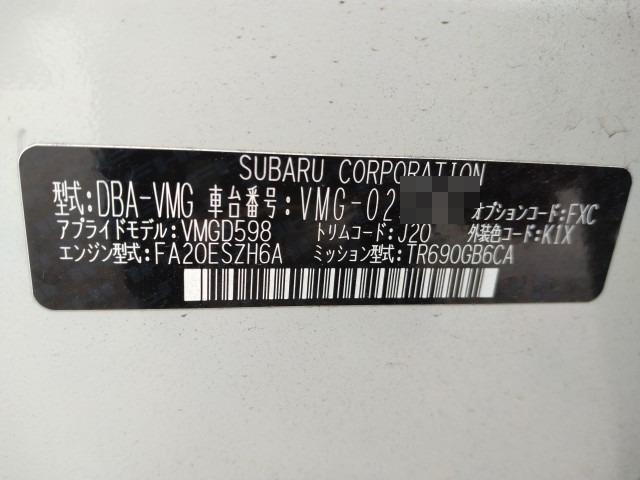 SUBARU CORPORATION
型式:DBA-VMG 車台番号:VMG-02 オプションコード:FXC
アプライドモデル:VMGD598 トリムコード:J20 外装色コード:K1X
エンジン型式:FA20ESZH6A ミッション型式:TR690GB6CA